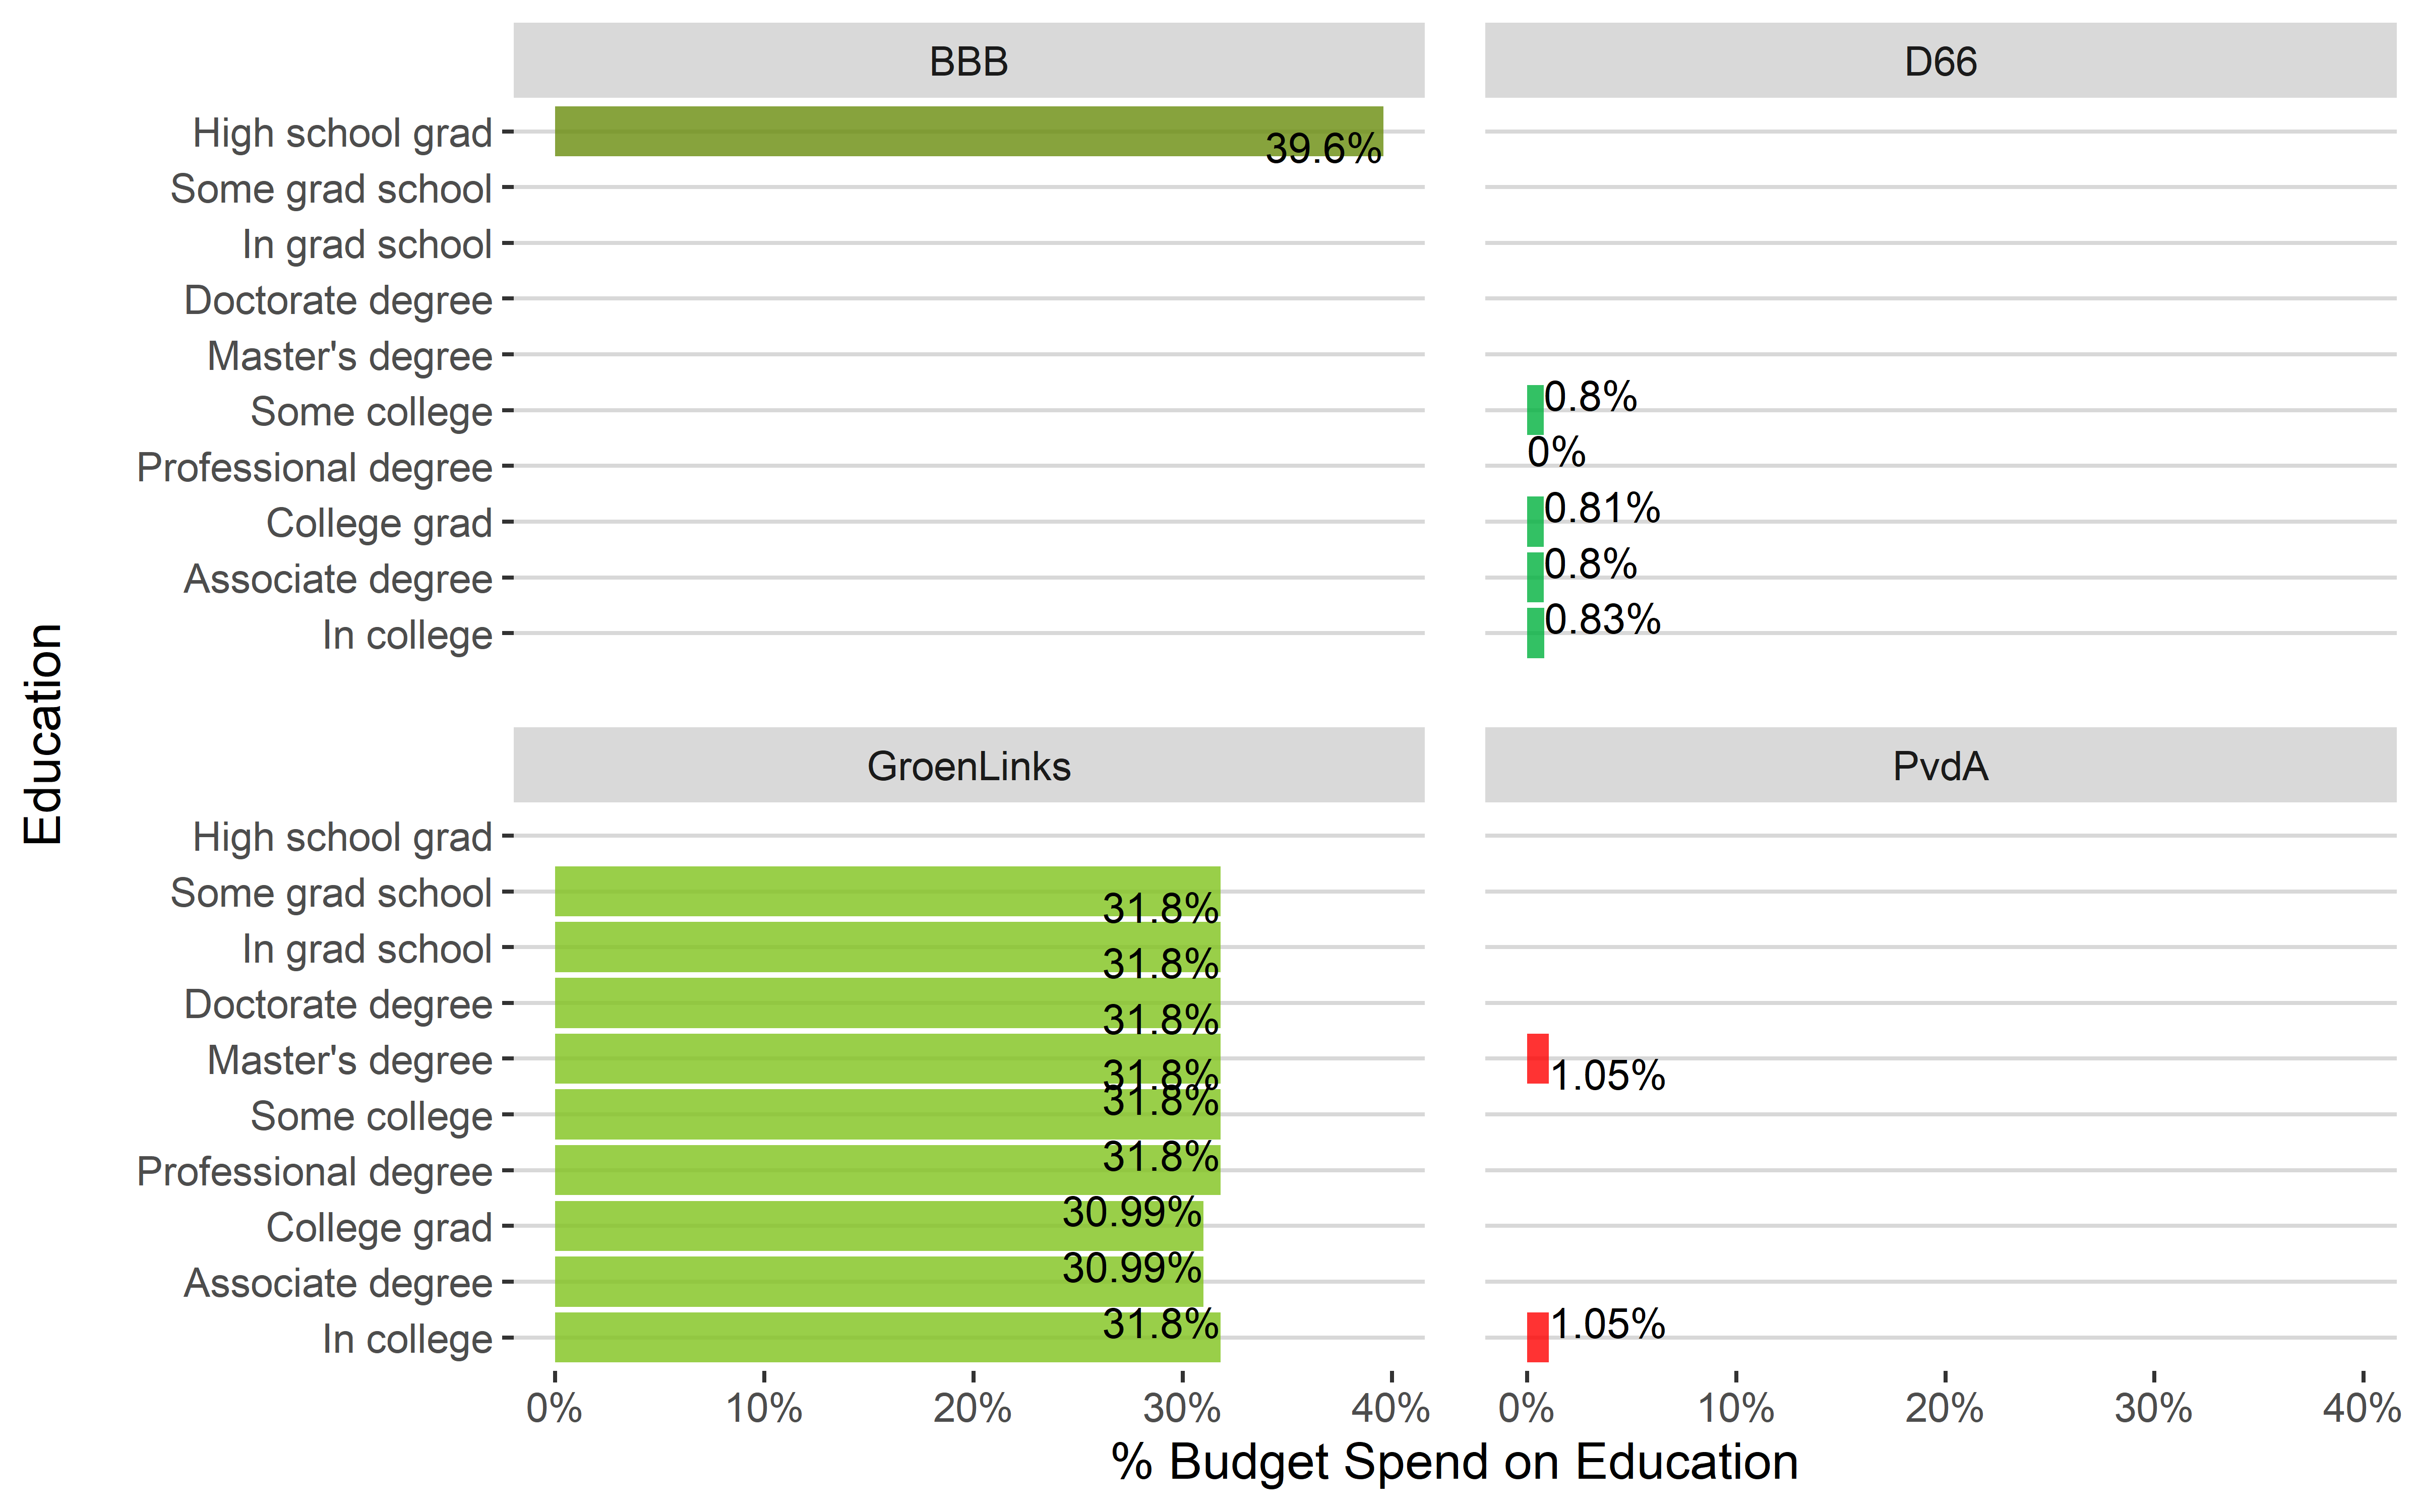 BBB
D66
High school grad
39.6%
Some grad school
In grad school
Doctorate degree
Master's degree
Some college
0.8%
Professional degree
0%
College grad
0.81%
Associate degree
0.8%
In college
0.83%
Education
GroenLinks
PvdA
High school grad
Some grad school
31.8%
In grad school
31.8%
Doctorate degree
31.8%
Master's degree
31.8%
1.05%
Some college
31.8%
Professional degree
31.8%
College grad
30.99%
Associate degree
30.99%
In college
31.8%
1.05%
0% 10% 20% 30% 40%
0% 10% 20% 30% 40%
% Budget Spend on Education